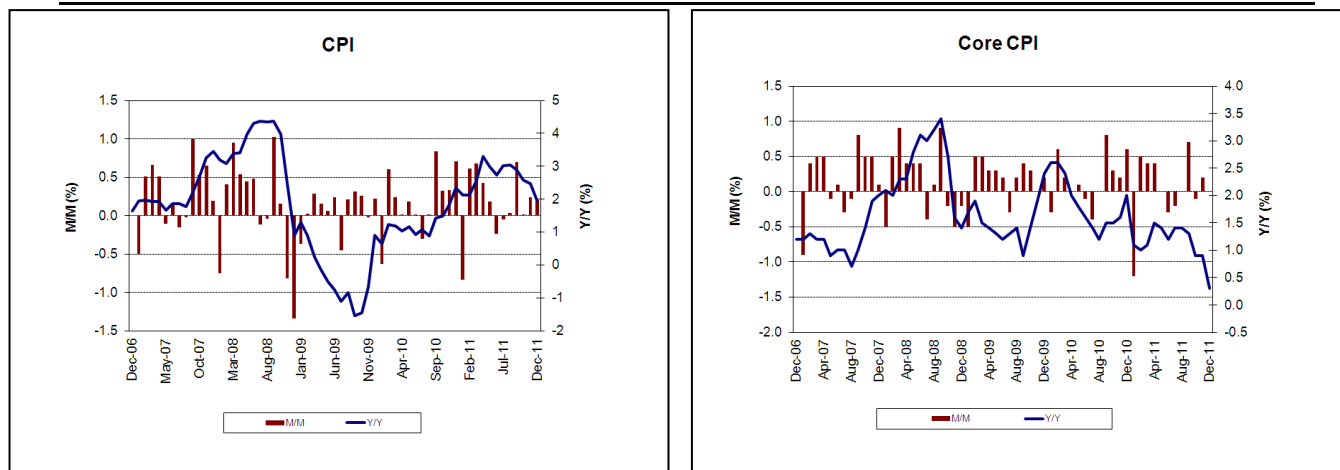 CPI
1.5
1.0
0.5
0.0
-0.5
-1.0
-1.5
M/M (%)
5
4
3
2
1
0
-1
-2
Y/Y (%)
Dec-06
May-07
Oct-07
Mar-08
Aug-08
Jan-09
Jun-09
Nov-09
Apr-10
Sep-10
Feb-11
Jul-11
Dec-11
M/M Y/Y
Core CPI
1.5
1.0
0.5
0.0
-0.5
-1.0
-1.5
-2.0
M/M (%)
4.0
3.5
3.0
2.5
2.0
1.5
1.0
0.5
0.0
-0.5
Y/Y (%)
Dec-06
Apr-07
Aug-07
Dec-07
Apr-08
Aug-08
Dec-08
Apr-09
Aug-09
Dec-09
Apr-10
Aug-10
Dec-10
Apr-11
Aug-11
Dec-11
M/M Y/Y